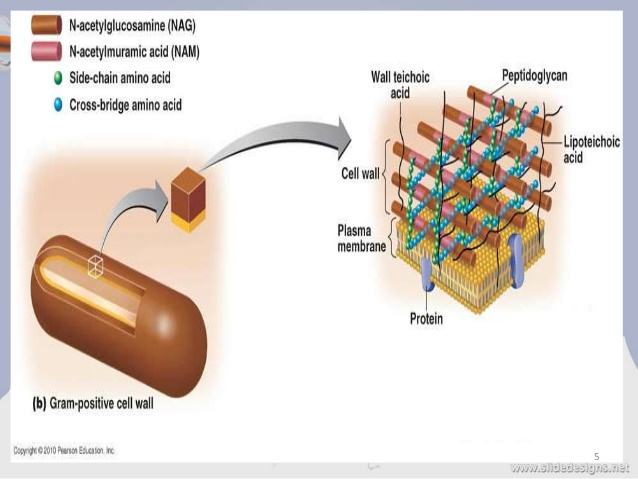 N-acetylglucosamine (NAG)
N-acetylmuramic acid (NAM)
Side-chain amino acid
Cross-bridge amino acid
Wall teichoic
acid
Peptidoglycan
Lipoteichoic
acid
Cell wall
Plasma
membrane
Protein
(b) Gram-positive cell wall
Copyright © 2010 Pearson Education, Inc.
5
www.slidedesigns.net